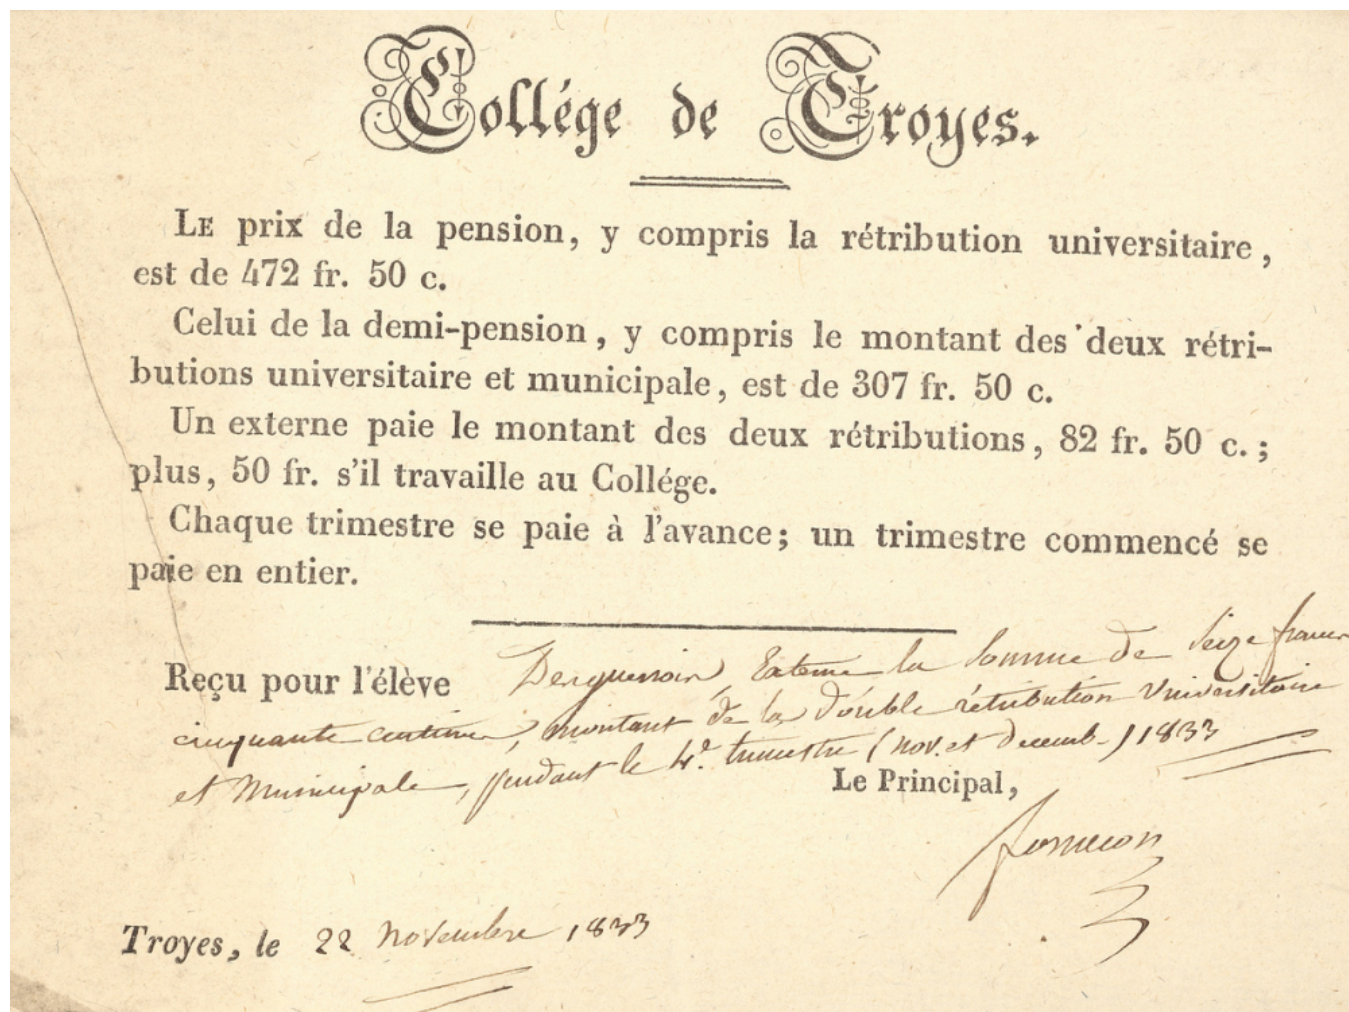 Collége de Troyes.
LE prix de la pension, y compris la rétribution universitaire,
est de 472 fr. 50 c.
Celui de la demi-pension, y compris le montant des deux rétri-
butions universitaire et municipale, est de 307 fr. 50 c.
Un externe paie le montant des deux rétributions, 82 fr. 50 c.;
plus, 50 fr. s'il travaille au Collége.
Chaque trimestre se paie à l'avance; un trimestre commencé se
paie en entier.
Reçu pour l'élève Externe la somme de seize francs
cinquante centimes, montant de la double rétribution Universitaire
et Municipale, pendant le 4e. trimestre (nov. et décemb.) 1833
Le Principal,
Troyes, le 22 novembre 1833